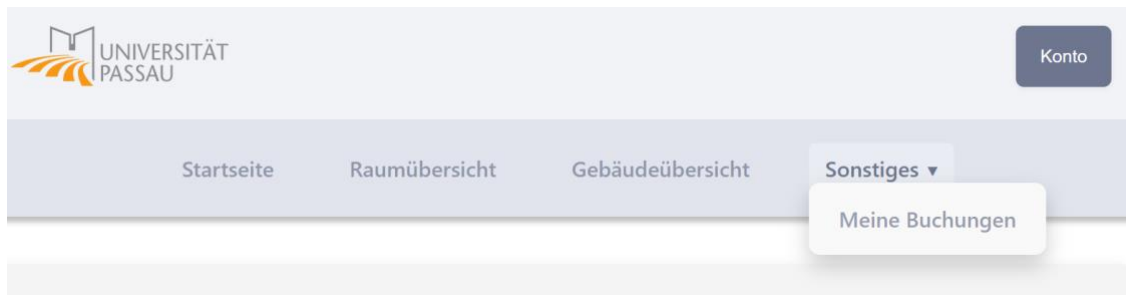 UNIVERSITÄT
PASSAU
Konto
Startseite Raumübersicht Gebäudeübersicht Sonstiges ▾
Meine Buchungen